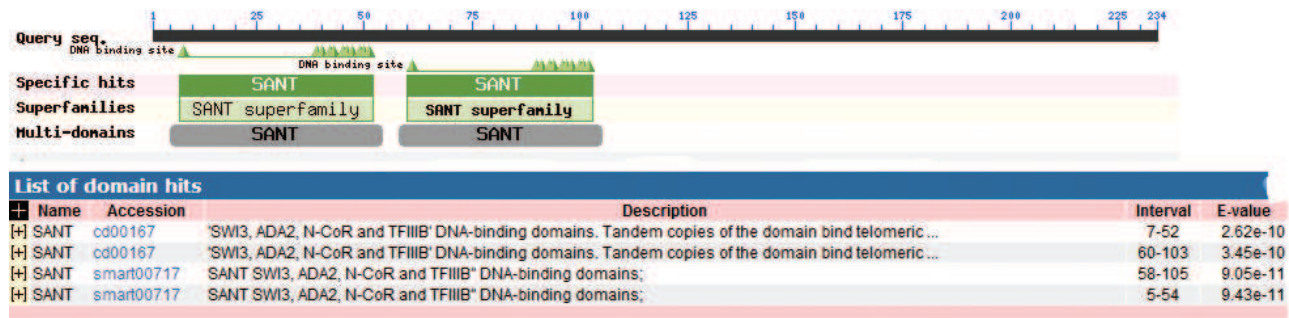 1 25 50 75 100 125 150 175 200 225 234
Query seq.
DNA binding site
DNA binding site
Specific hits SANT SANT
Superfamilies SANT superfamily SANT superfamily
Multi-domains SANT SANT
List of domain hits
+ Name Accession Description Interval E-value
[+] SANT cd00167 'SWI3, ADA2, N-CoR and TFIIIB' DNA-binding domains. Tandem copies of the domain bind telomeric ... 7-52 2.62e-10
[+] SANT cd00167 'SWI3, ADA2, N-CoR and TFIIIB' DNA-binding domains. Tandem copies of the domain bind telomeric ... 60-103 3.45e-10
[+] SANT smart00717 SANT SWI3, ADA2, N-CoR and TFIIIB'' DNA-binding domains; 58-105 9.05e-11
[+] SANT smart00717 SANT SWI3, ADA2, N-CoR and TFIIIB'' DNA-binding domains; 5-54 9.43e-11